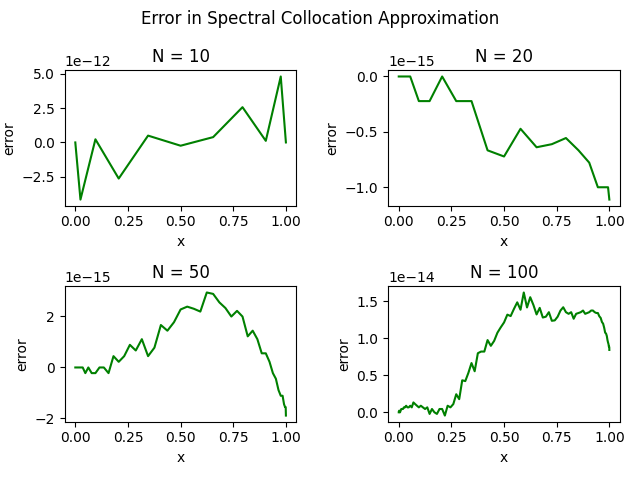 Error in Spectral Collocation Approximation
N = 10
1e−12
5.0
2.5
0.0
−2.5
error
0.00 0.25 0.50 0.75 1.00
x
N = 20
1e−15
0.0
−0.5
−1.0
error
0.00 0.25 0.50 0.75 1.00
x
N = 50
1e−15
2
0
−2
error
0.00 0.25 0.50 0.75 1.00
x
N = 100
1e−14
1.5
1.0
0.5
0.0
error
0.00 0.25 0.50 0.75 1.00
x